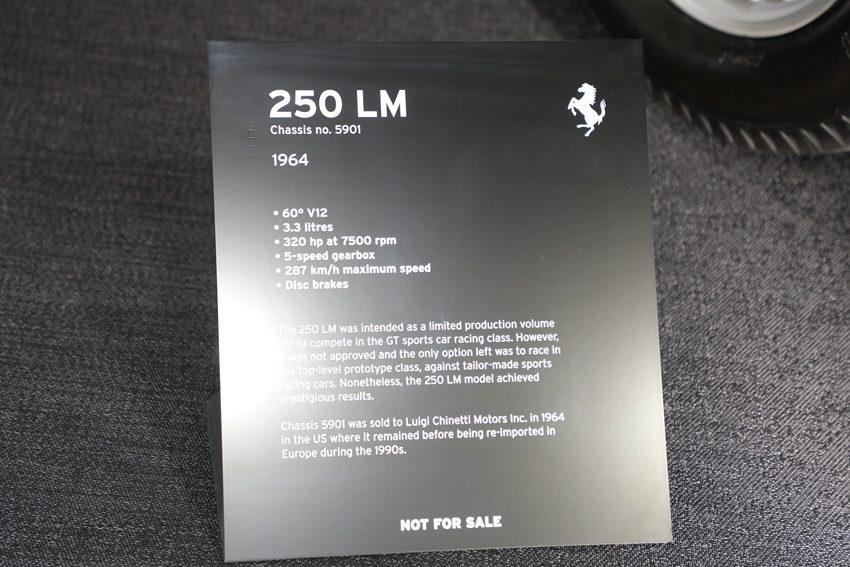 250 LM
Chassis no. 5901
1964
• 60° V12
• 3.3 litres
• 320 hp at 7500 rpm
• 5-speed gearbox
• 287 km/h maximum speed
• Disc brakes
The 250 LM was intended as a limited production volume
car to compete in the GT sports car racing class. However,
it was not approved and the only option left was to race in
the top-level prototype class, against tailor-made sports
racing cars. Nonetheless, the 250 LM model achieved
prestigious results.
Chassis 5901 was sold to Luigi Chinetti Motors Inc. in 1964
in the US where it remained before being re-imported in
Europe during the 1990s.
NOT FOR SALE